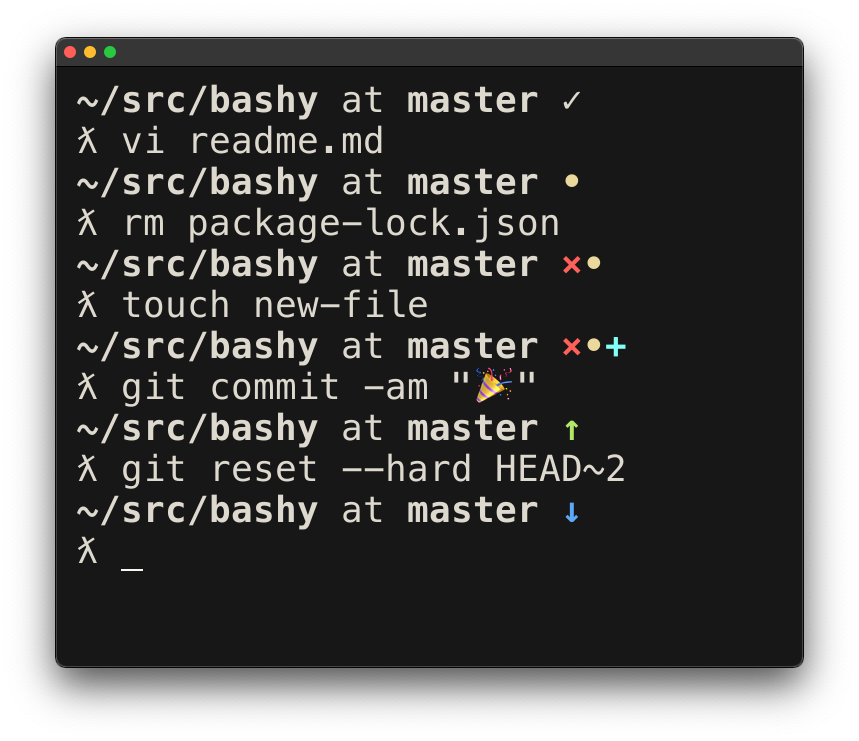 ~/src/bashy at master ✓
ƛ vi readme.md
~/src/bashy at master •
ƛ rm package-lock.json
~/src/bashy at master ×•
ƛ touch new-file
~/src/bashy at master ×•+
ƛ git commit -am "🎉"
~/src/bashy at master ↑
ƛ git reset --hard HEAD~2
~/src/bashy at master ↓
ƛ _